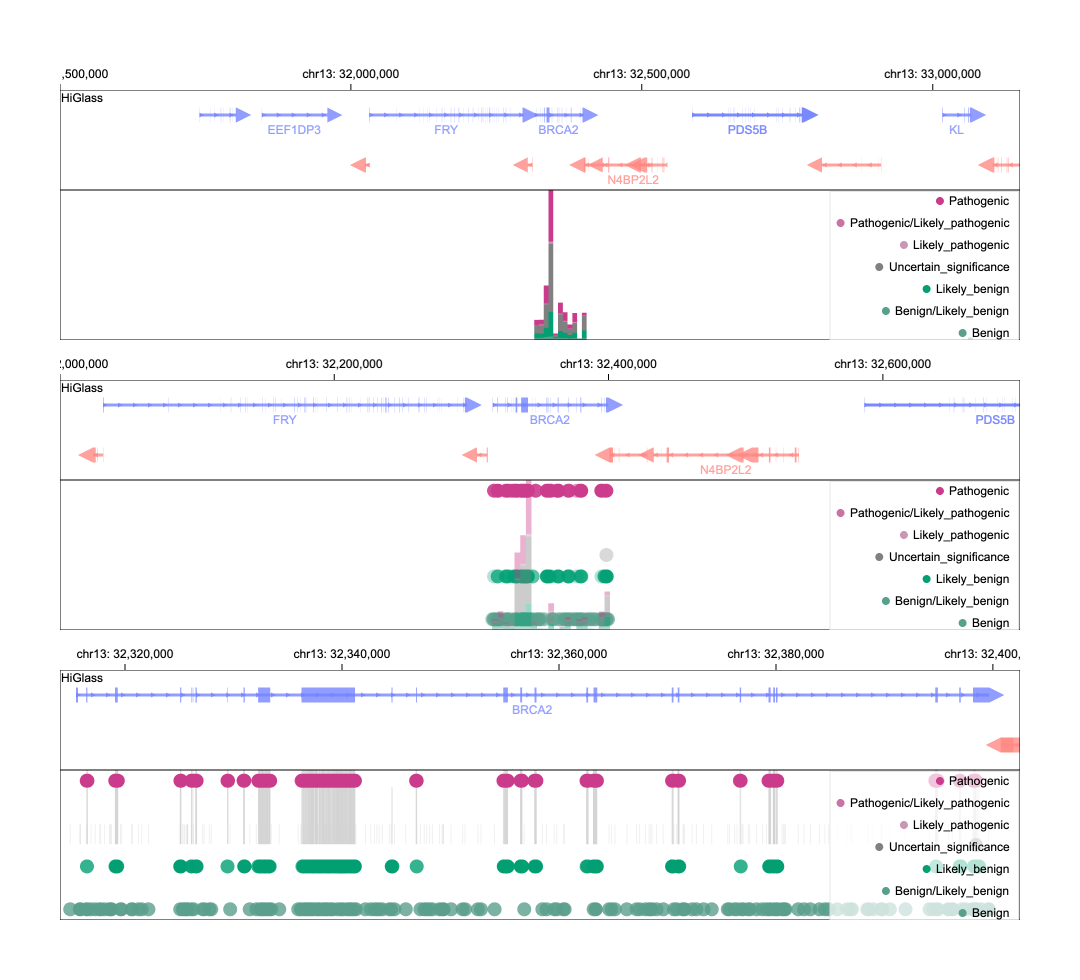 ,500,000 chr13: 32,000,000 chr13: 32,500,000 chr13: 33,000,000
HiGlass
EEF1DP3 FRY BRCA2 PDS5B KL
N4BP2L2
Pathogenic
Pathogenic/Likely_pathogenic
Likely_pathogenic
Uncertain_significance
Likely_benign
Benign/Likely_benign
Benign
:,000,000 chr13: 32,200,000 chr13: 32,400,000 chr13: 32,600,000
HiGlass
FRY BRCA2 PDS5B
N4BP2L2
Pathogenic
Pathogenic/Likely_pathogenic
Likely_pathogenic
Uncertain_significance
Likely_benign
Benign/Likely_benign
Benign
chr13: 32,320,000 chr13: 32,340,000 chr13: 32,360,000 chr13: 32,380,000 chr13: 32,400,
HiGlass
BRCA2
Pathogenic
Pathogenic/Likely_pathogenic
Likely_pathogenic
Uncertain_significance
Likely_benign
Benign/Likely_benign
Benign